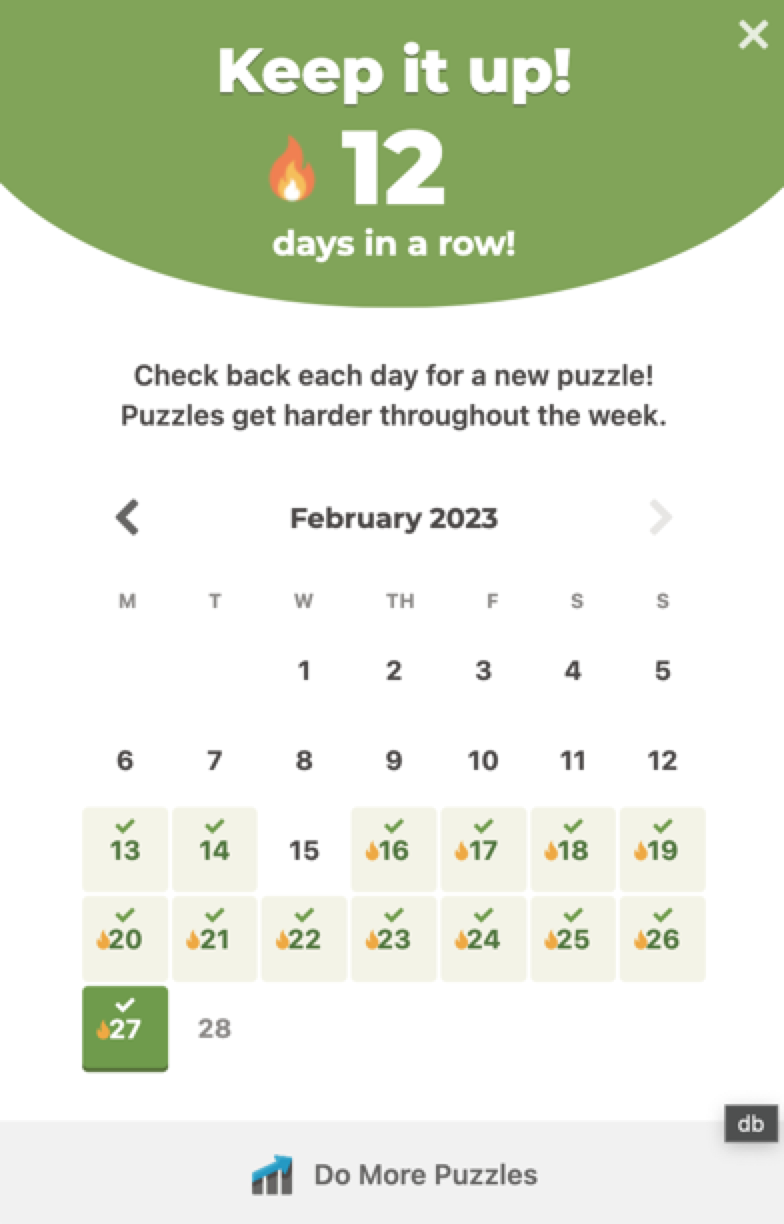 Keep it up!
12
days in a row!
Check back each day for a new puzzle!
Puzzles get harder throughout the week.
February 2023
M T W TH F S S
1 2 3 4 5
6 7 8 9 10 11 12
13 14 15 16 17 18 19
20 21 22 23 24 25 26
27 28
db
Do More Puzzles